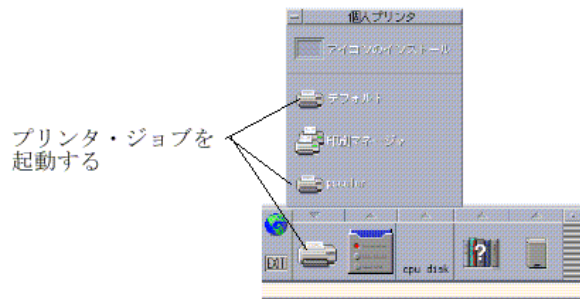 個人プリンタ
アイコンのインストール
デフォルト
印刷マネージャ
プリンタ・ジョブを
起動する
EXIT
cpu disk
?